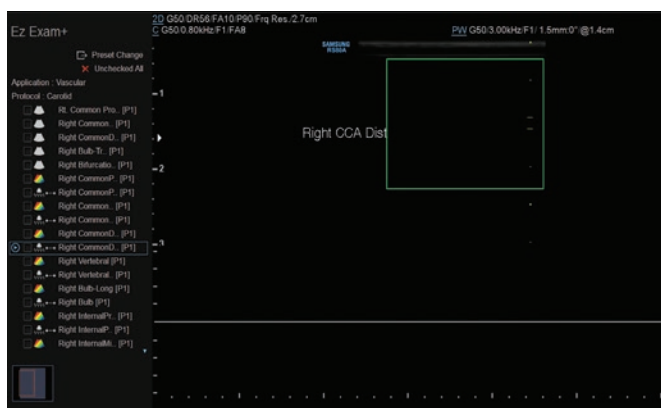 Ez Exam+
Preset Change
Unchecked All
Application : Vascular
Protocol : Carotid
Rt. Common Pro.. [P1]
Right Common.. [P1]
Right CommonD.. [P1]
Right Bulb-Tr.. [P1]
Right Bifurcatio.. [P1]
Right CommonP.. [P1]
Right CommonP.. [P1]
Right Common.. [P1]
Right Common.. [P1]
Right CommonD.. [P1]
Right CommonD.. [P1]
Right Vertebral [P1]
Right Vertebral.. [P1]
Right Bulb-Long [P1]
Right Bulb [P1]
Right InternalPr.. [P1]
Right InternalP.. [P1]
Right InternalMi.. [P1]
2D G50/DR56/FA10/P90/Frq Res./2.7cm
C G50/0.80kHz/F1/FA8
PW G50/3.00kHz/F1/ 1.5mm:0° @1.4cm
SAMSUNG
RS80A
1
Right CCA Dist
2
3